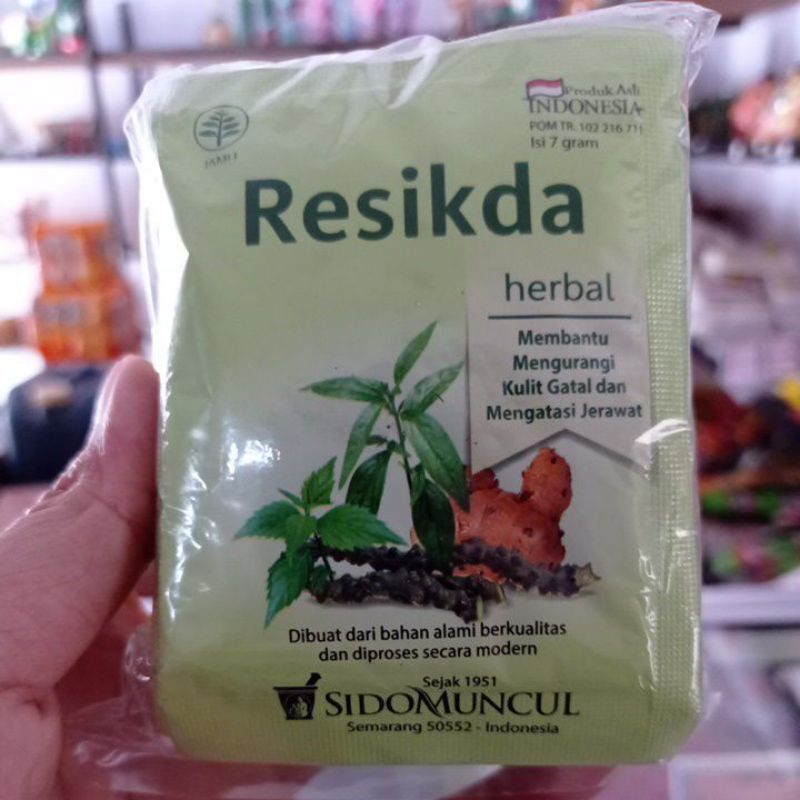 Produk Asli
INDONESIA
POM TR. 102 216 711
Isi 7 gram
JAMU
Resikda
herbal
Membantu
Mengurangi
Kulit Gatal dan
Mengatasi Jerawat
Dibuat dari bahan alami berkualitas
dan diproses secara modern
Sejak 1951
SIDOMUNCUL
Semarang 50552 - Indonesia